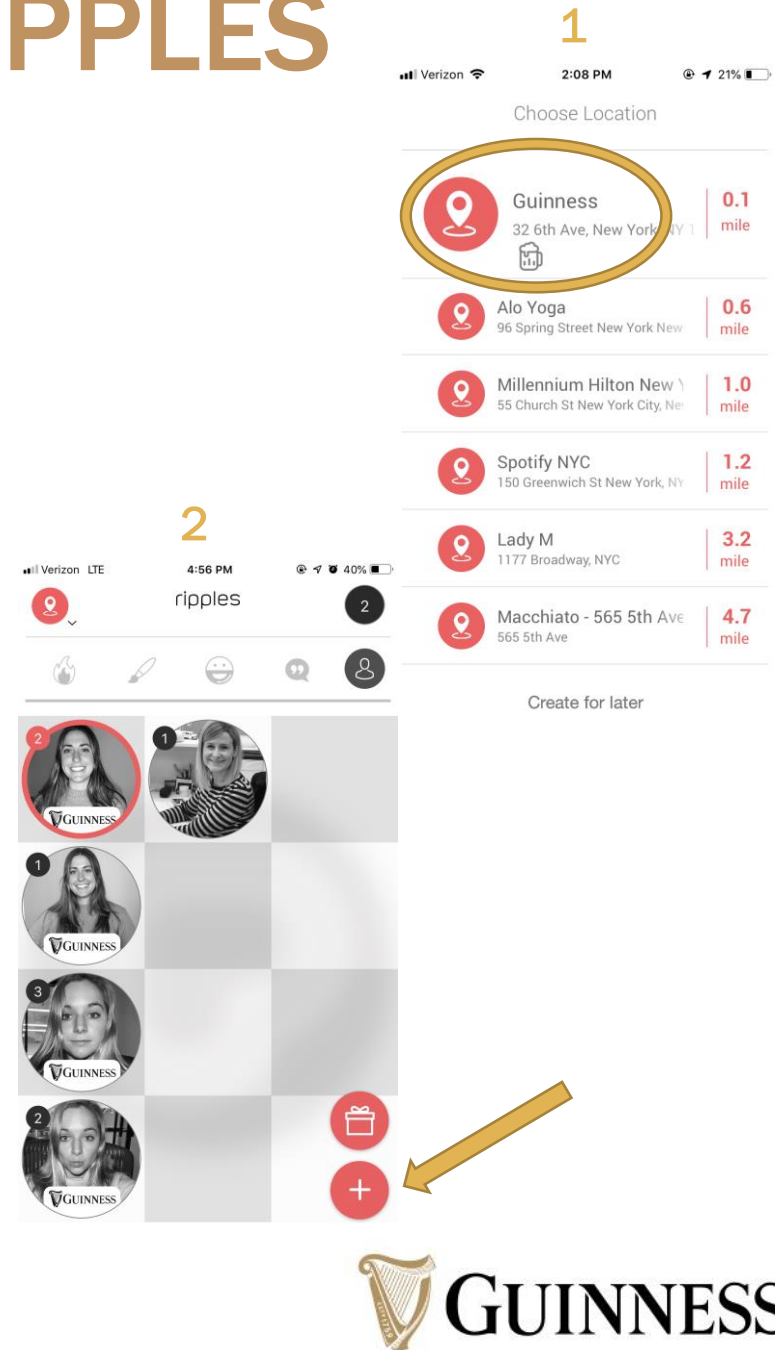 PPLES
1
Verizon 2:08 PM 21%
Choose Location
Guinness
32 6th Ave, New York, NY 1
0.1
mile
Alo Yoga
96 Spring Street New York New
0.6
mile
Millennium Hilton New Y
55 Church St New York City, Ne
1.0
mile
Spotify NYC
150 Greenwich St New York, NY
1.2
mile
Lady M
1177 Broadway, NYC
3.2
mile
Macchiato - 565 5th Ave
565 5th Ave
4.7
mile
Create for later
2
Verizon LTE 4:56 PM 40%
ripples
2
2
GUINNESS
1
1
GUINNESS
3
GUINNESS
2
GUINNESS
GUINNESS